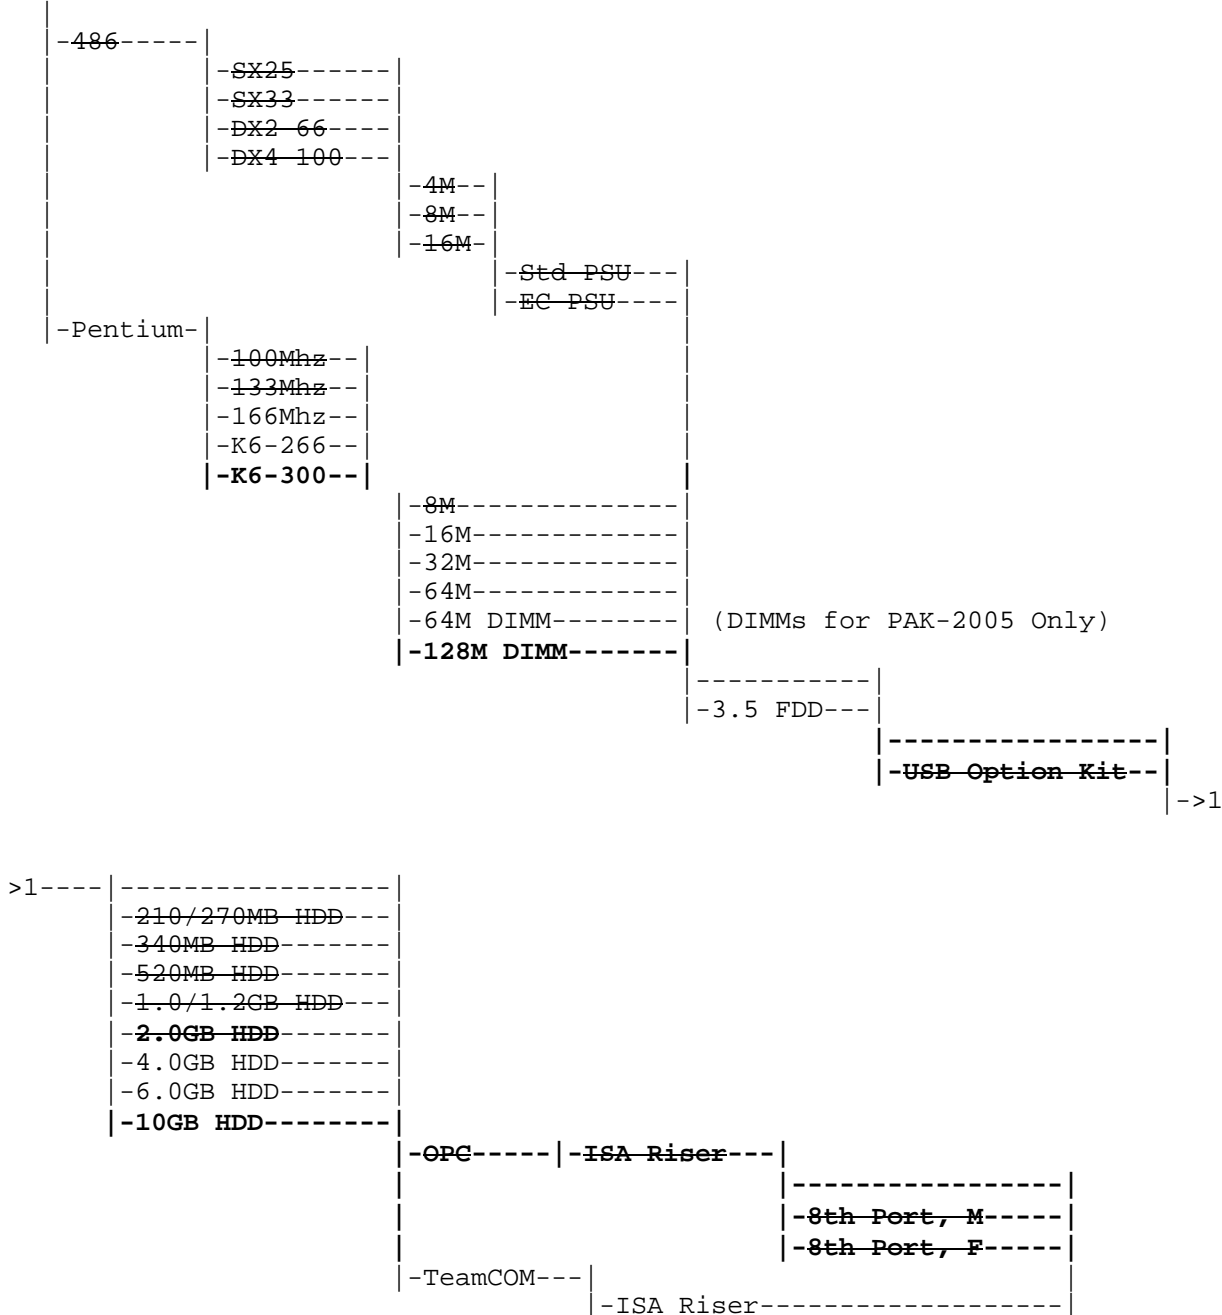 |
|-486-----|
|-SX25------|
|-SX33------|
|-DX2 66----|
|-DX4 100---|
|-4M--|
|-8M--|
|-16M-|
|-Std PSU---|
|-EC PSU----|
|-Pentium-|
|-100Mhz--|
|-133Mhz--|
|-166Mhz--|
|-K6-266--|
|-K6-300--|
|-8M--------------|
|-16M-------------|
|-32M-------------|
|-64M-------------|
|-64M DIMM--------| (DIMMs for PAK-2005 Only)
|-128M DIMM-------|
|-----------|
|-3.5 FDD---|
|-----------------|
|-USB Option Kit--|
|->1
>1----|-----------------|
|-210/270MB HDD---|
|-340MB HDD-------|
|-520MB HDD-------|
|-1.0/1.2GB HDD---|
|-2.0GB HDD-------|
|-4.0GB HDD-------|
|-6.0GB HDD-------|
|-10GB HDD--------|
|-OPC-----|-ISA Riser---|
|-----------------|
|-8th Port, M-----|
|-8th Port, F-----|
|-TeamCOM---|
|-ISA Riser-------------------|